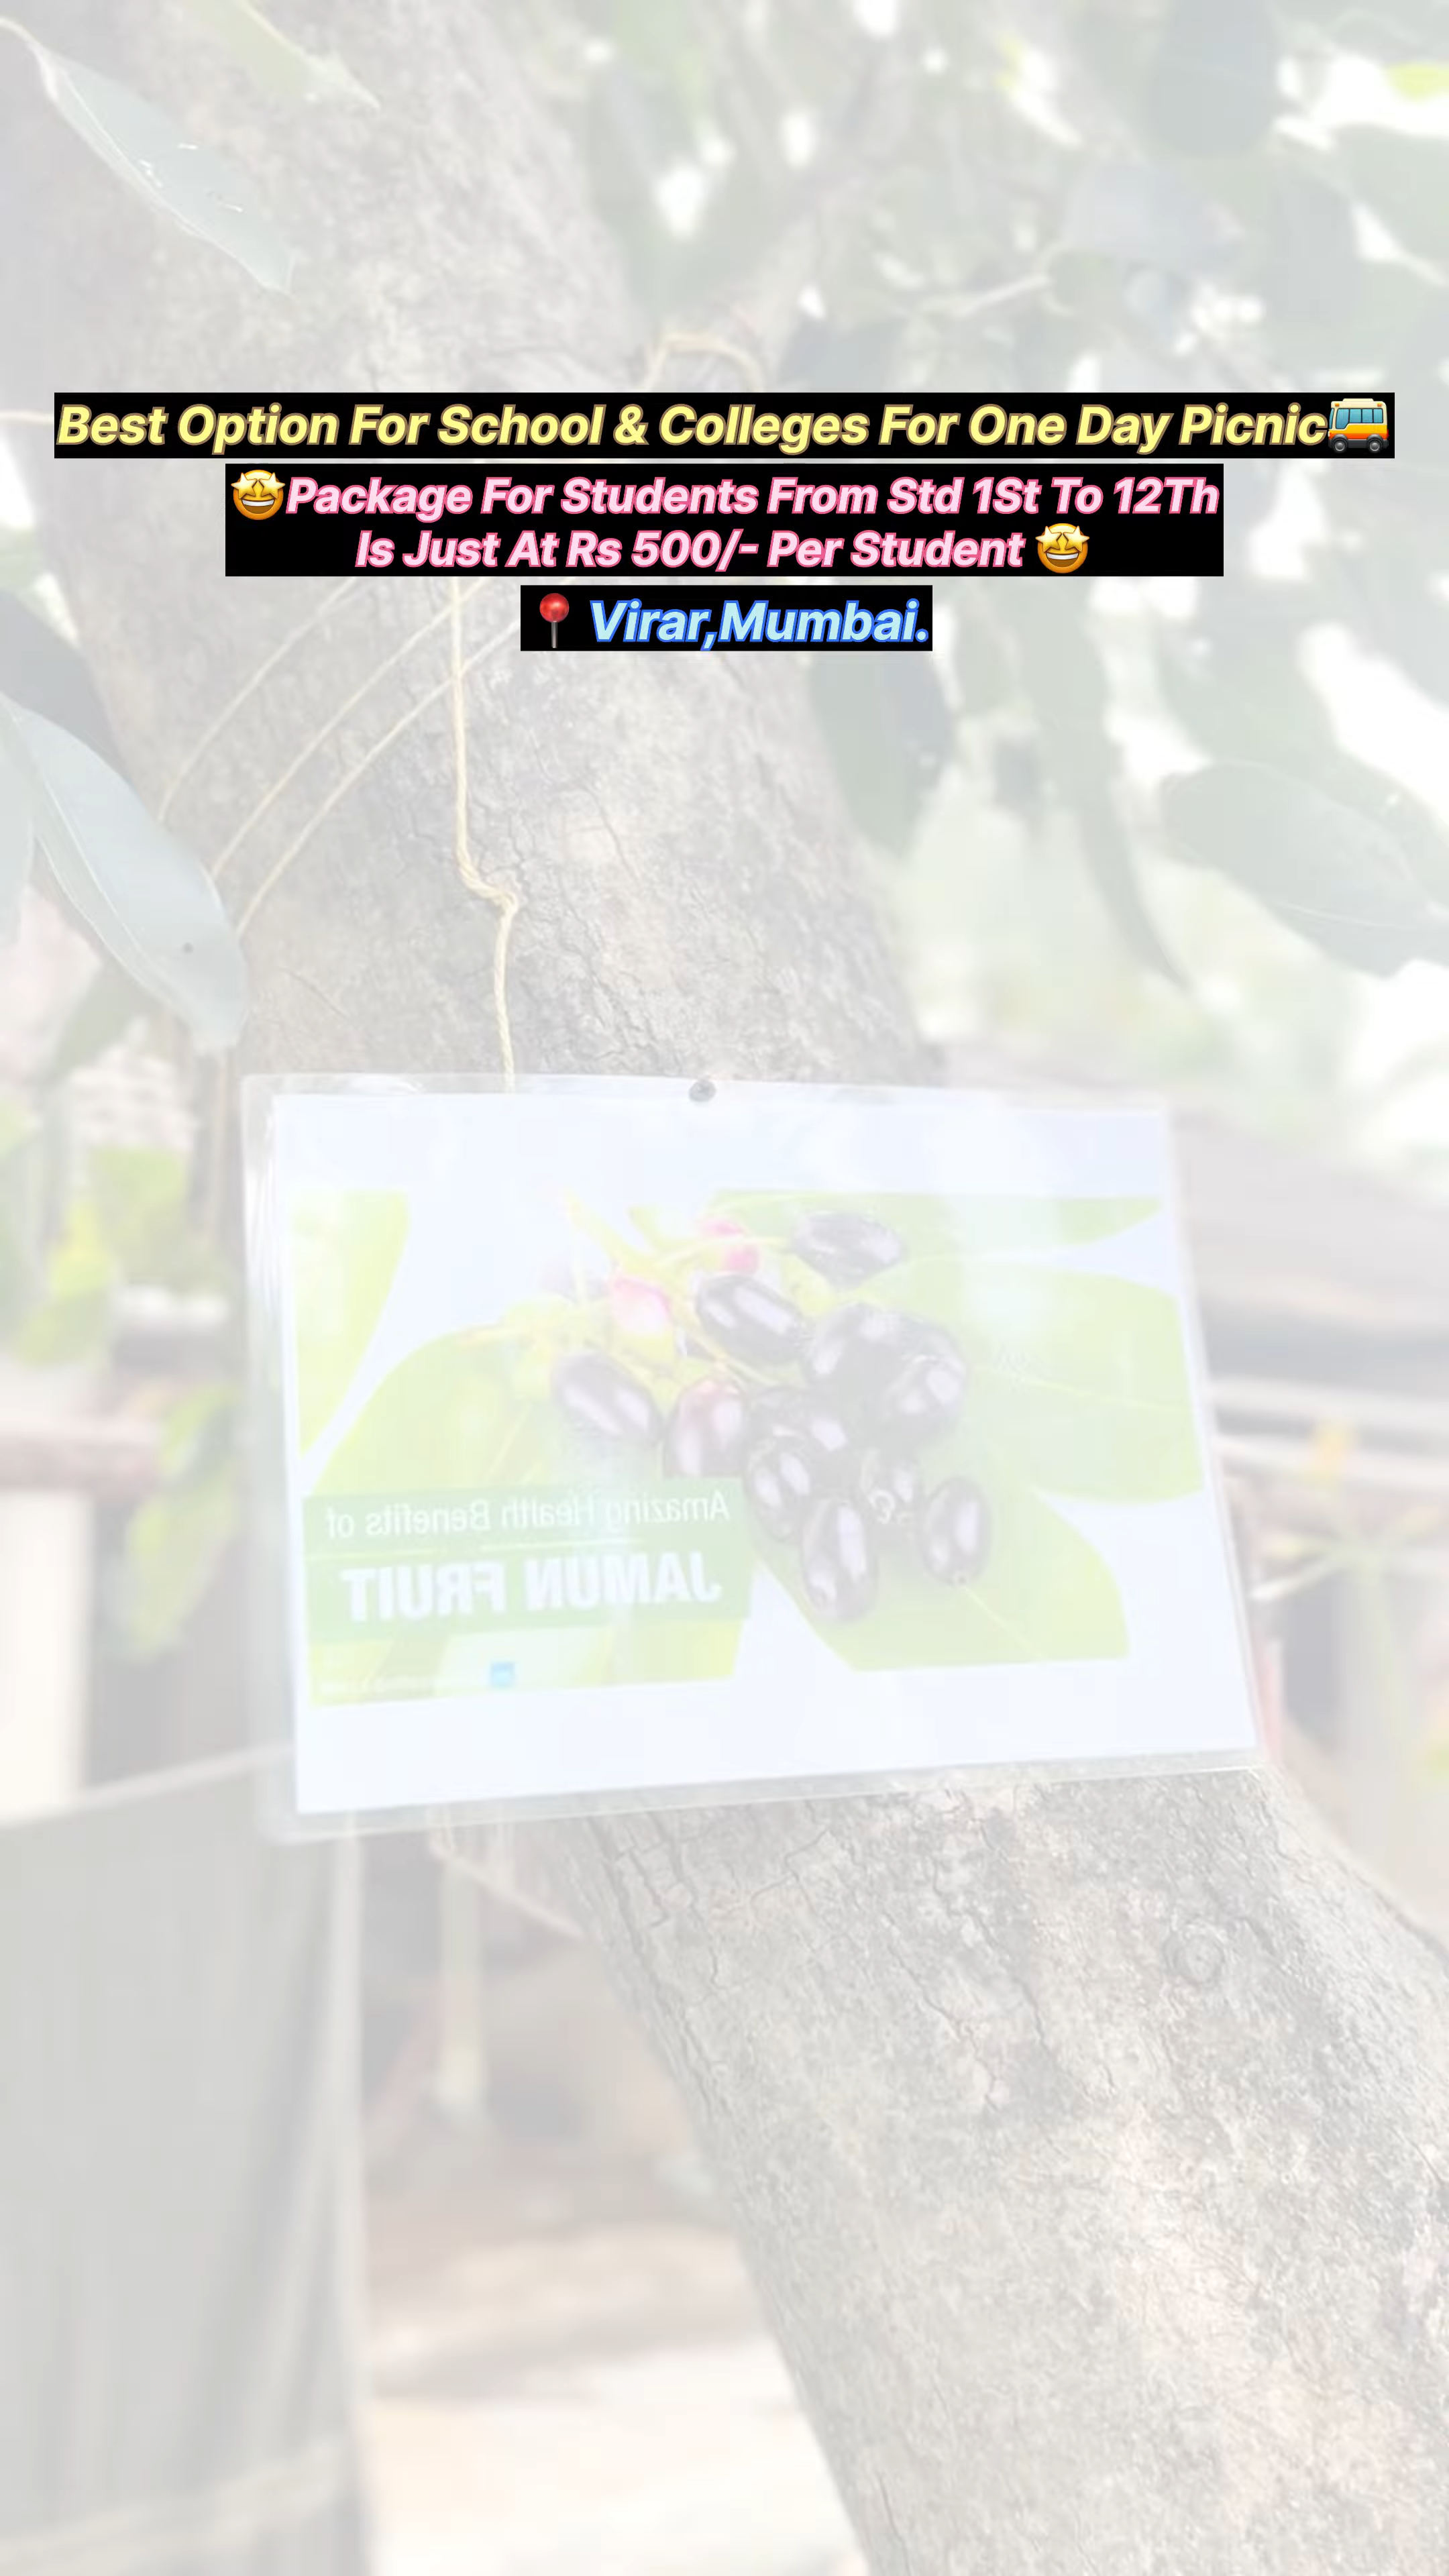 Best Option For School & Colleges For One Day Picnic🚌
🤩Package For Students From Std 1St To 12Th
Is Just At Rs 500/- Per Student 🤩
📍 Virar,Mumbai.
Amazing Health Benefits of
JAMUN FRUIT